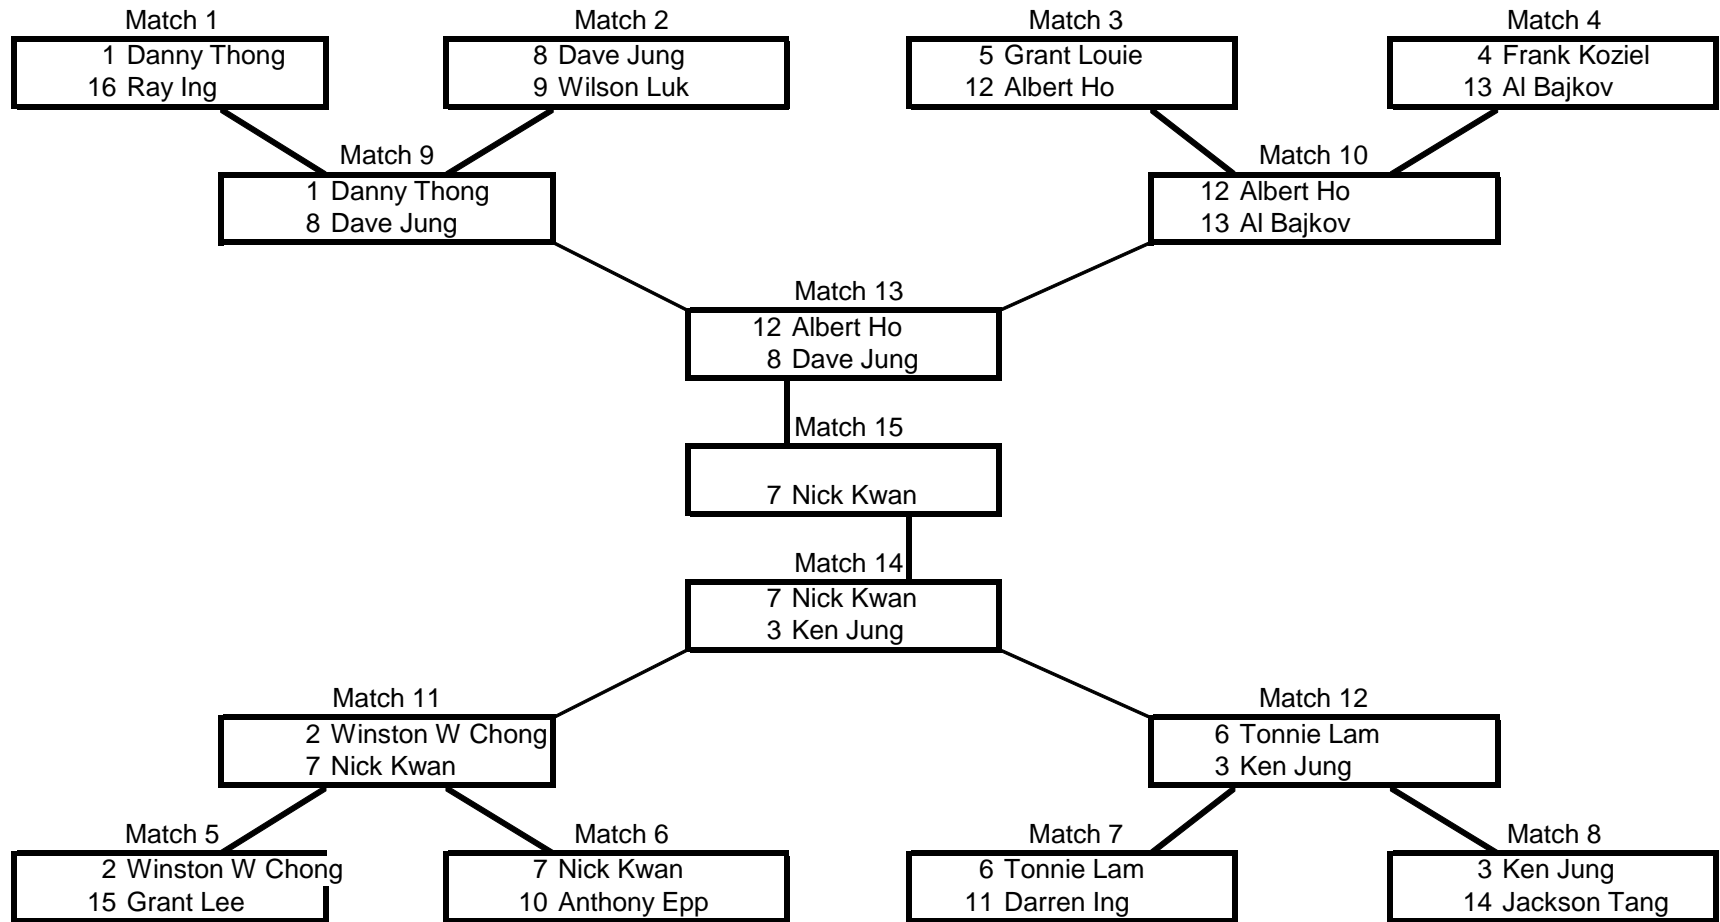 Match 1
1 Danny Thong
16 Ray Ing
Match 2
8 Dave Jung
9 Wilson Luk
Match 3
5 Grant Louie
12 Albert Ho
Match 4
4 Frank Koziel
13 Al Bajkov
Match 9
1 Danny Thong
8 Dave Jung
Match 10
12 Albert Ho
13 Al Bajkov
Match 13
12 Albert Ho
8 Dave Jung
Match 15
7 Nick Kwan
Match 14
7 Nick Kwan
3 Ken Jung
Match 11
2 Winston W Chong
7 Nick Kwan
Match 12
6 Tonnie Lam
3 Ken Jung
Match 5
2 Winston W Chong
15 Grant Lee
Match 6
7 Nick Kwan
10 Anthony Epp
Match 7
6 Tonnie Lam
11 Darren Ing
Match 8
3 Ken Jung
14 Jackson Tang